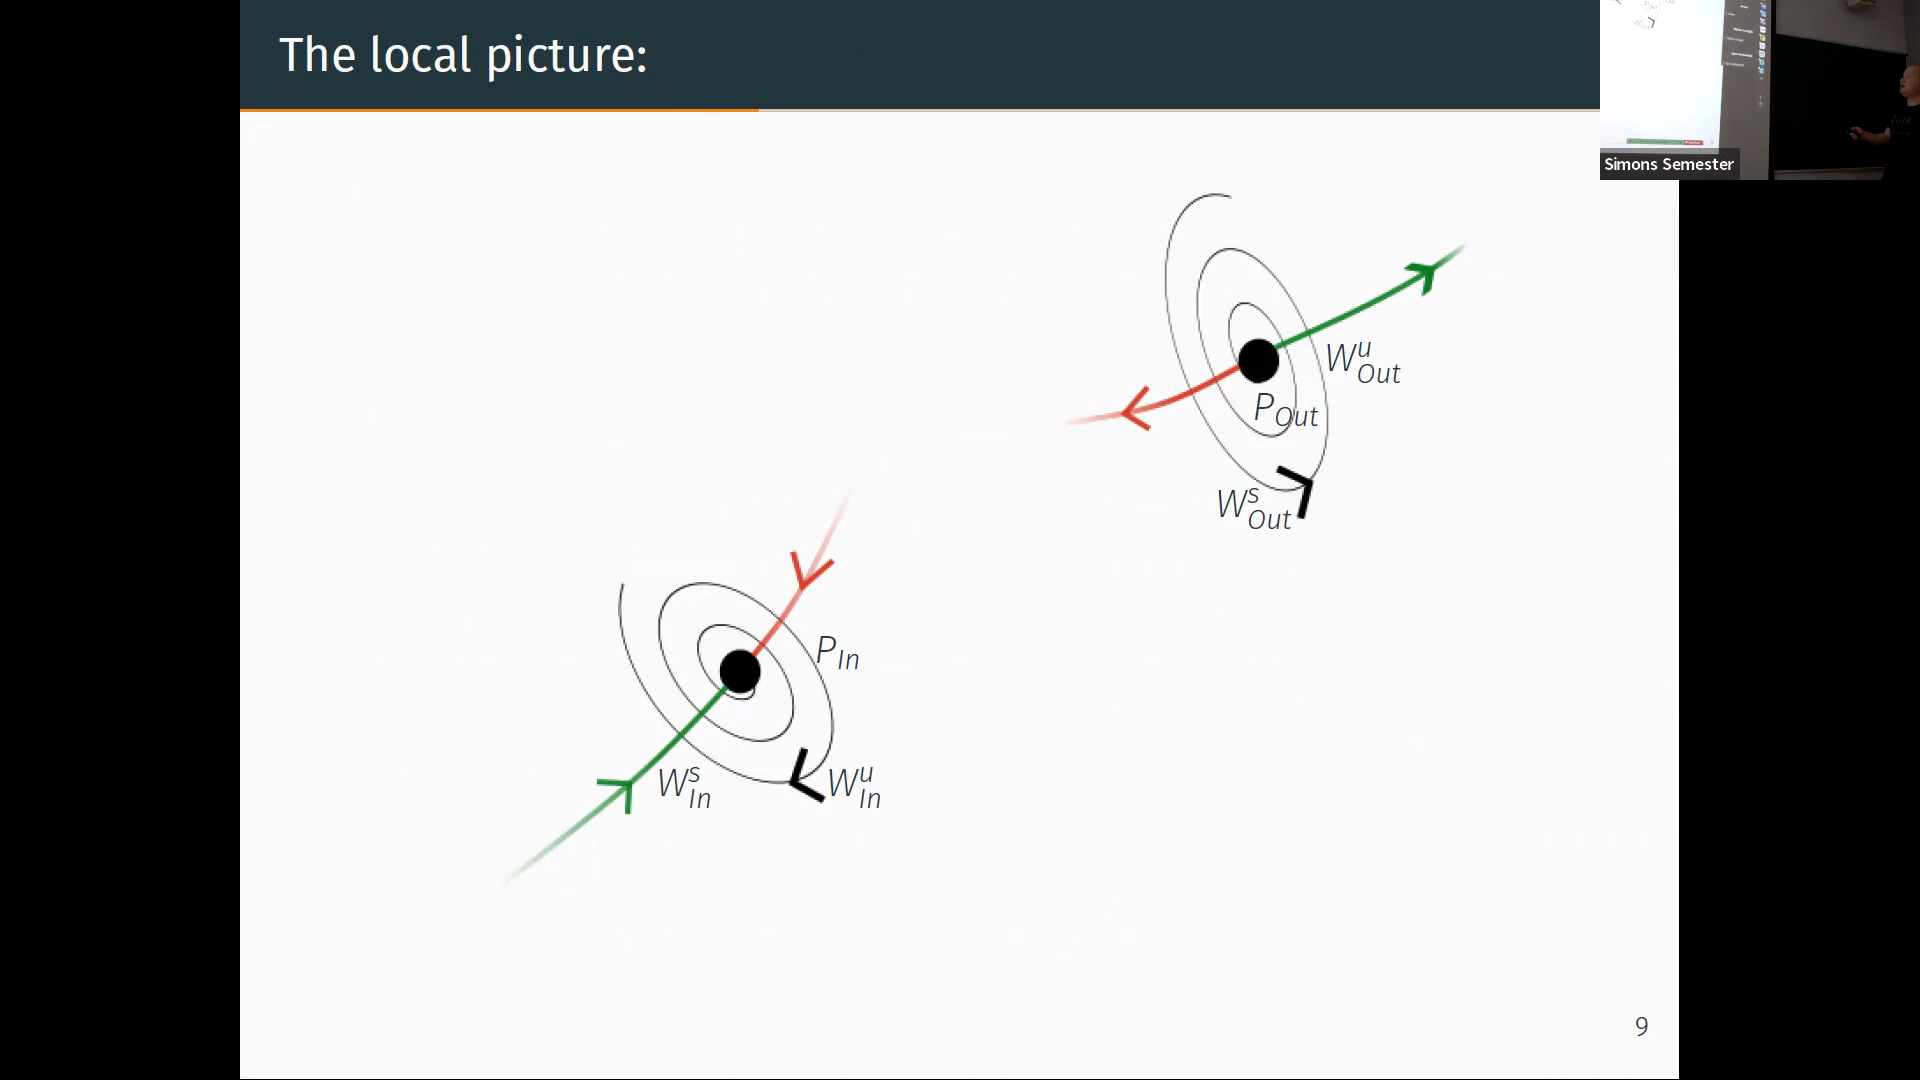 The local picture:
Simons Semester
W^u_Out
P_Out
W^s_Out
P_In
W^s_In
W^u_In
9